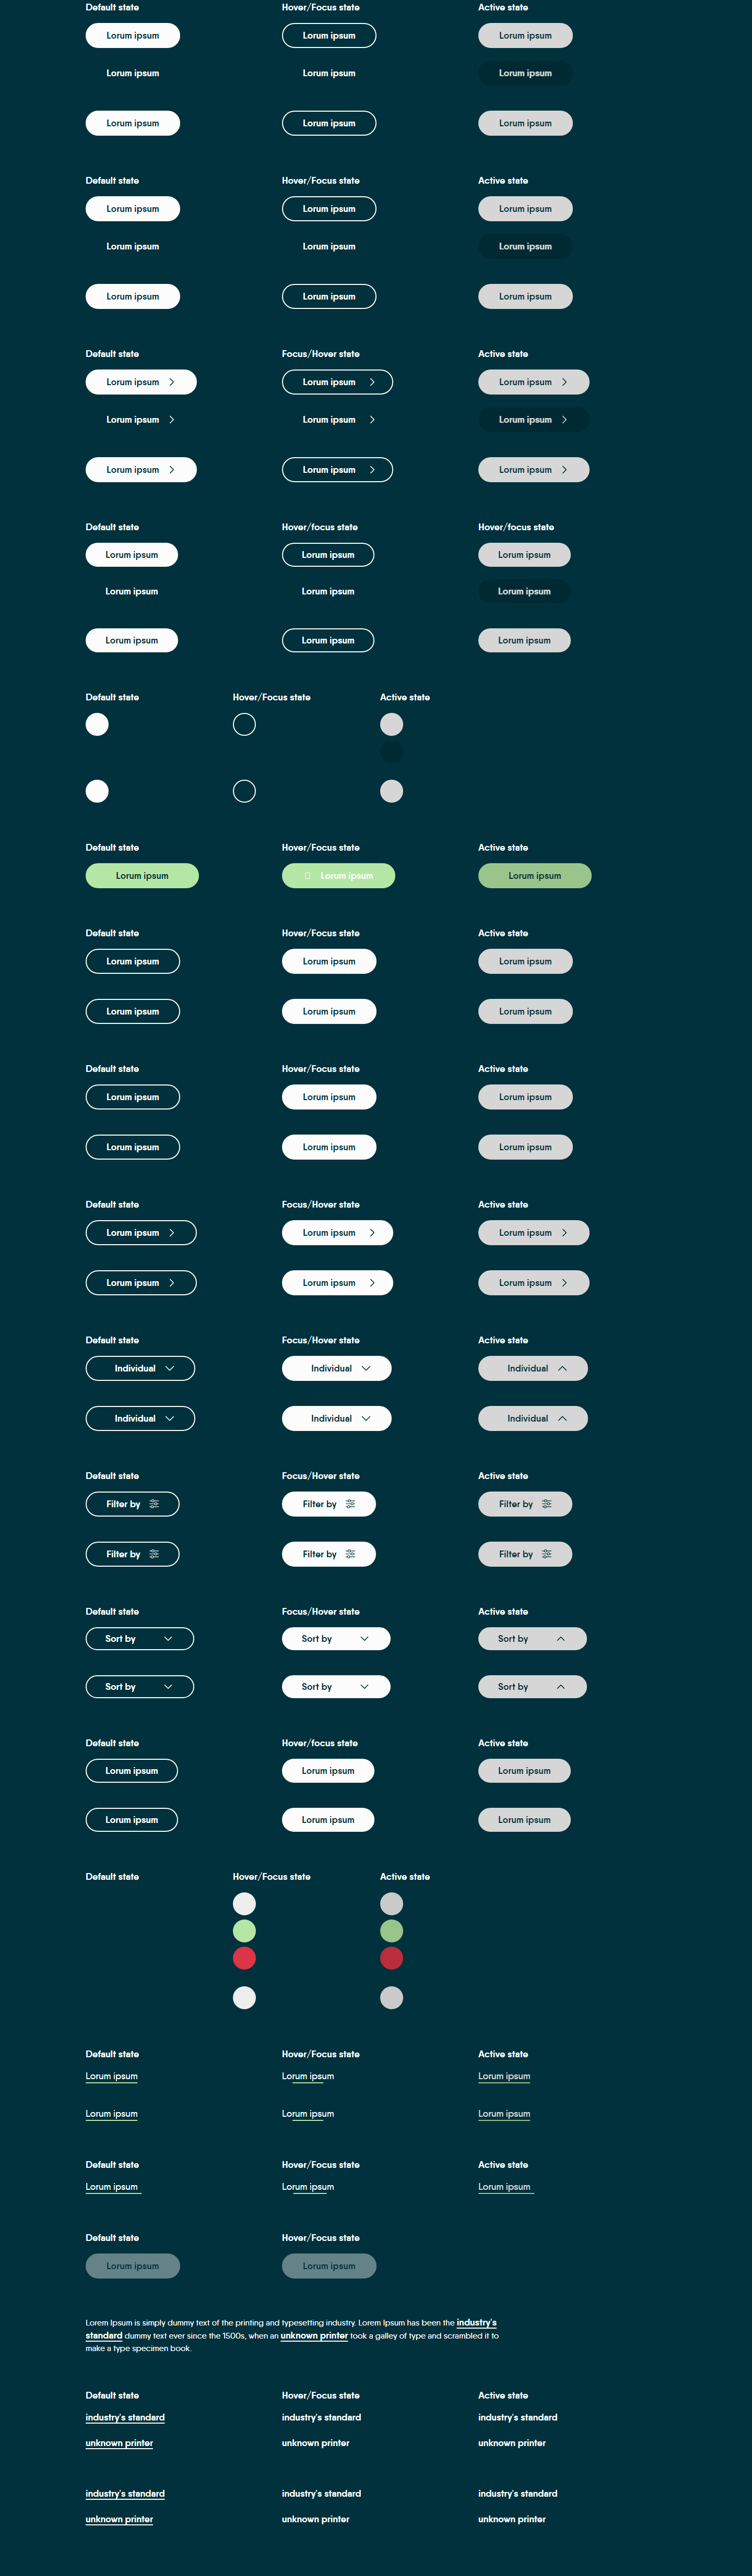 Default state Hover/Focus state Active state
Lorum ipsum Lorum ipsum Lorum ipsum
Lorum ipsum Lorum ipsum Lorum ipsum
Lorum ipsum Lorum ipsum Lorum ipsum
Default state Hover/Focus state Active state
Lorum ipsum Lorum ipsum Lorum ipsum
Lorum ipsum Lorum ipsum Lorum ipsum
Lorum ipsum Lorum ipsum Lorum ipsum
Default state Focus/Hover state Active state
Lorum ipsum Lorum ipsum Lorum ipsum
Lorum ipsum Lorum ipsum Lorum ipsum
Lorum ipsum Lorum ipsum Lorum ipsum
Default state Hover/focus state Hover/focus state
Lorum ipsum Lorum ipsum Lorum ipsum
Lorum ipsum Lorum ipsum Lorum ipsum
Lorum ipsum Lorum ipsum Lorum ipsum
Default state Hover/Focus state Active state
Default state Hover/Focus state Active state
Lorum ipsum Lorum ipsum Lorum ipsum
Default state Hover/Focus state Active state
Lorum ipsum Lorum ipsum Lorum ipsum
Lorum ipsum Lorum ipsum Lorum ipsum
Default state Hover/Focus state Active state
Lorum ipsum Lorum ipsum Lorum ipsum
Lorum ipsum Lorum ipsum Lorum ipsum
Default state Focus/Hover state Active state
Lorum ipsum Lorum ipsum Lorum ipsum
Lorum ipsum Lorum ipsum Lorum ipsum
Default state Focus/Hover state Active state
Individual Individual Individual
Individual Individual Individual
Default state Focus/Hover state Active state
Filter by Filter by Filter by
Filter by Filter by Filter by
Default state Focus/Hover state Active state
Sort by Sort by Sort by
Sort by Sort by Sort by
Default state Hover/focus state Active state
Lorum ipsum Lorum ipsum Lorum ipsum
Lorum ipsum Lorum ipsum Lorum ipsum
Default state Hover/Focus state Active state
Default state Hover/Focus state Active state
Lorum ipsum Lorum ipsum Lorum ipsum
Lorum ipsum Lorum ipsum Lorum ipsum
Default state Hover/Focus state Active state
Lorum ipsum Lorum ipsum Lorum ipsum
Default state Hover/Focus state
Lorum ipsum Lorum ipsum
Lorem Ipsum is simply dummy text of the printing and typesetting industry. Lorem Ipsum has been the industry's
standard dummy text ever since the 1500s, when an unknown printer took a galley of type and scrambled it to
make a type specimen book.
Default state Hover/Focus state Active state
industry's standard industry's standard industry's standard
unknown printer unknown printer unknown printer
industry's standard industry's standard industry's standard
unknown printer unknown printer unknown printer